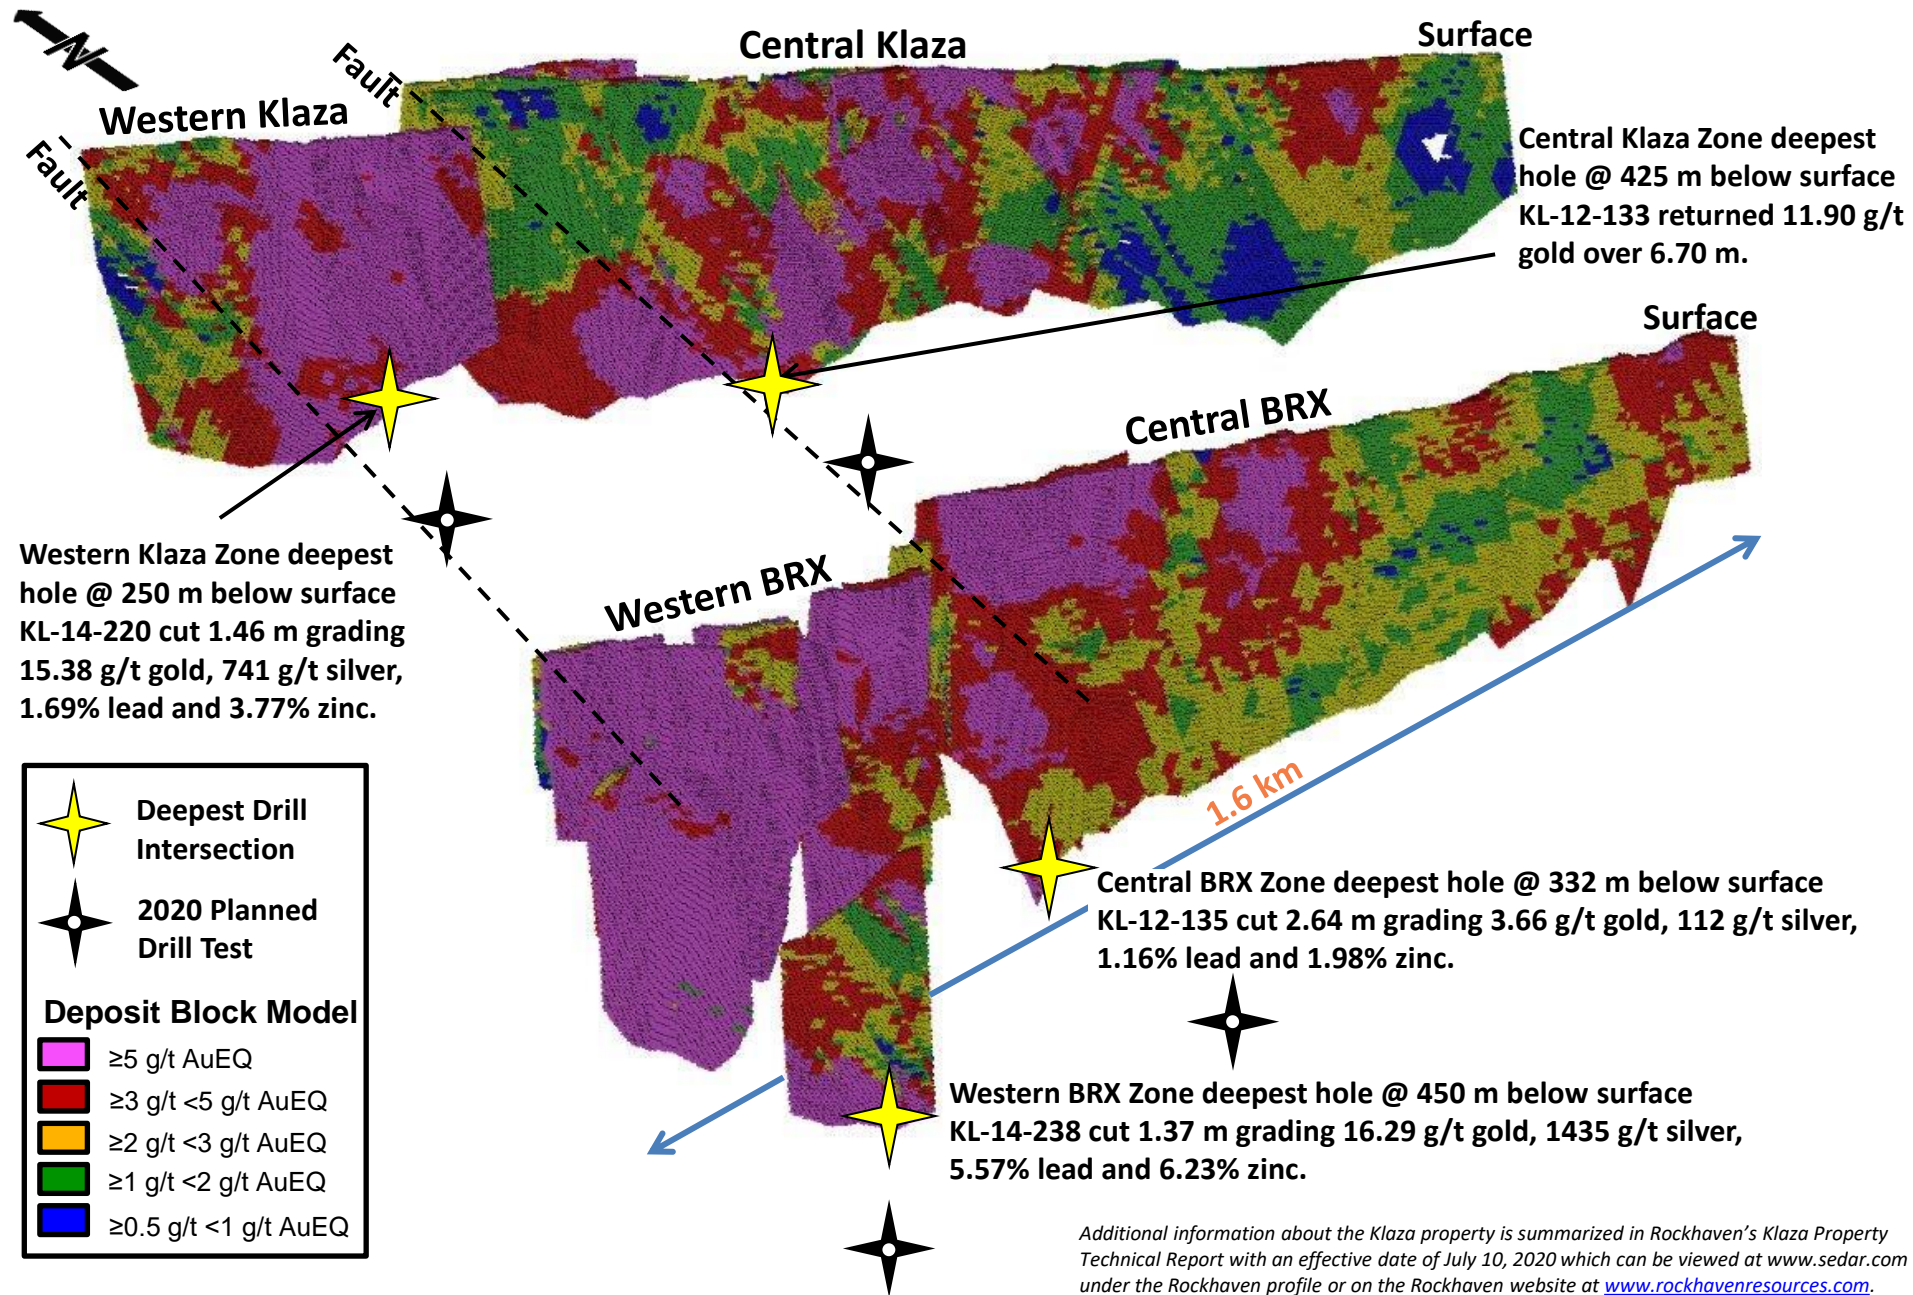 N
Central Klaza
Surface
Fault
Western Klaza
Fault
Central Klaza Zone deepest
hole @ 425 m below surface
KL-12-133 returned 11.90 g/t
gold over 6.70 m.
Surface
Central BRX
Western BRX
Western Klaza Zone deepest
hole @ 250 m below surface
KL-14-220 cut 1.46 m grading
15.38 g/t gold, 741 g/t silver,
1.69% lead and 3.77% zinc.
1.6 km
Central BRX Zone deepest hole @ 332 m below surface
KL-12-135 cut 2.64 m grading 3.66 g/t gold, 112 g/t silver,
1.16% lead and 1.98% zinc.
Western BRX Zone deepest hole @ 450 m below surface
KL-14-238 cut 1.37 m grading 16.29 g/t gold, 1435 g/t silver,
5.57% lead and 6.23% zinc.
Deepest Drill
Intersection
2020 Planned
Drill Test
Deposit Block Model
≥5 g/t AuEQ
≥3 g/t <5 g/t AuEQ
≥2 g/t <3 g/t AuEQ
≥1 g/t <2 g/t AuEQ
≥0.5 g/t <1 g/t AuEQ
Additional information about the Klaza property is summarized in Rockhaven's Klaza Property
Technical Report with an effective date of July 10, 2020 which can be viewed at www.sedar.com
under the Rockhaven profile or on the Rockhaven website at www.rockhavenresources.com.